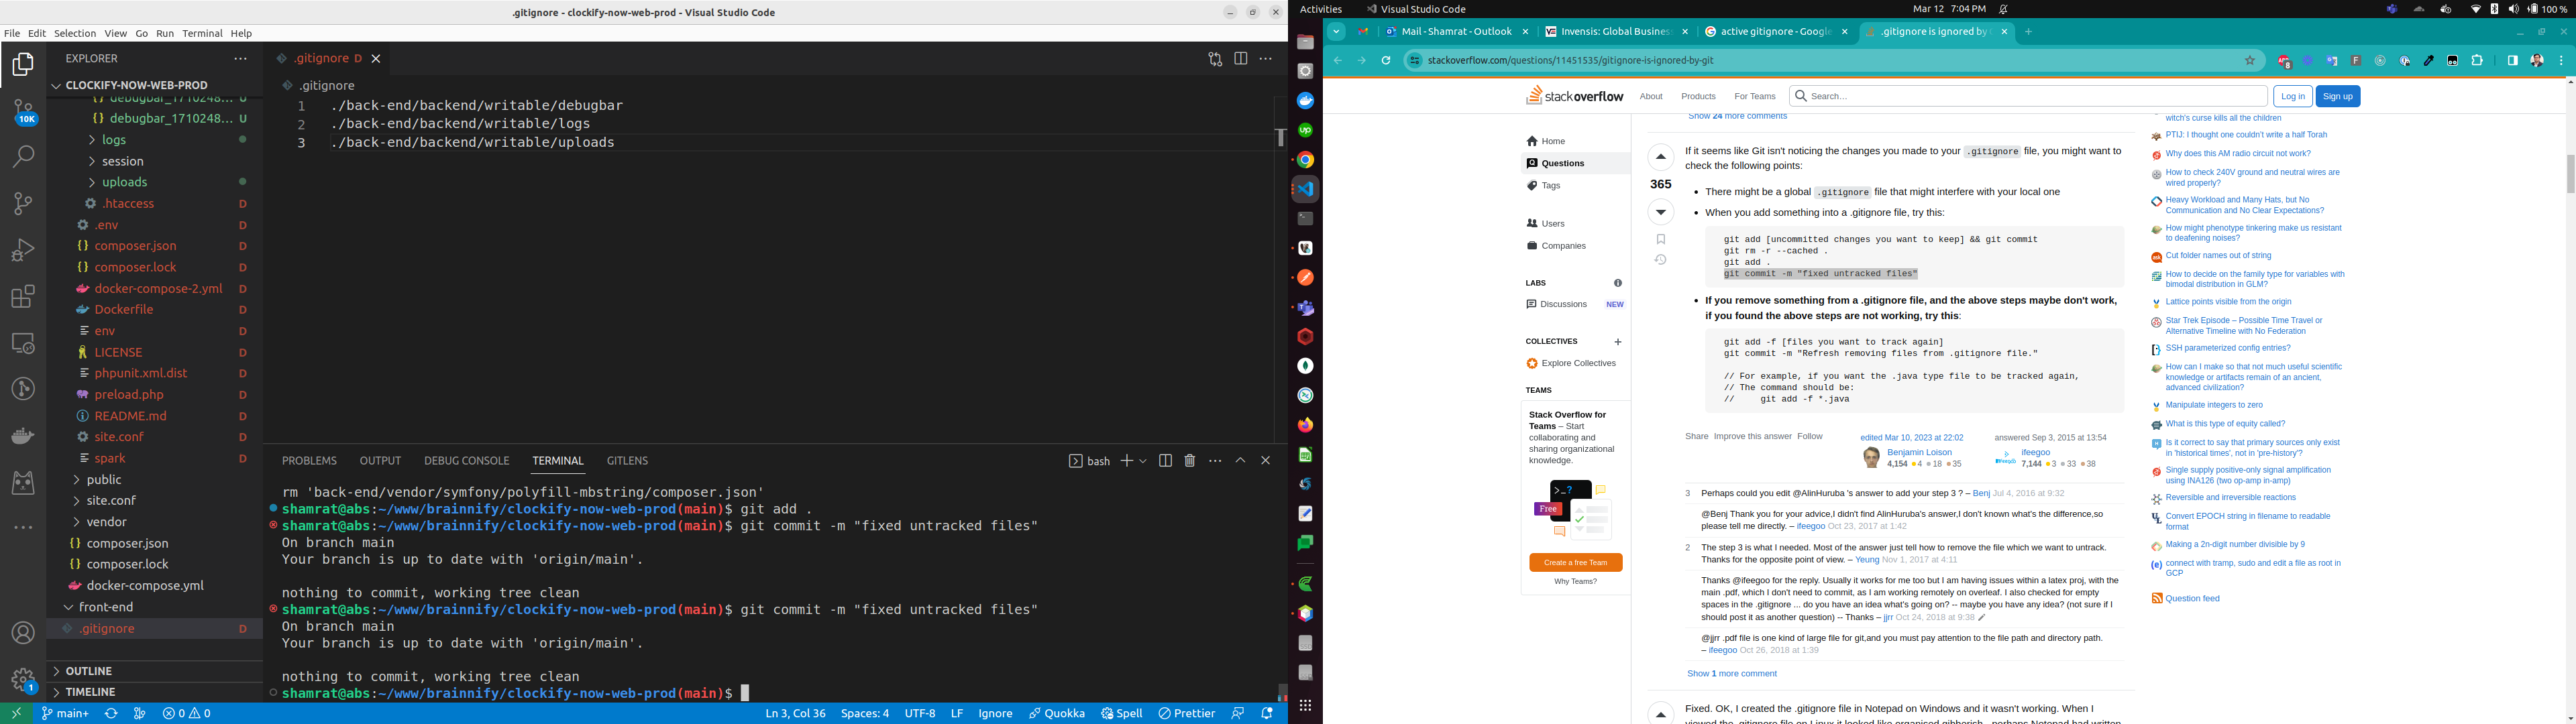 .gitignore - clockify-now-web-prod - Visual Studio Code
File Edit Selection View Go Run Terminal Help
EXPLORER
CLOCKIFY-NOW-WEB-PROD
debugbar_1710248... U
debugbar_1710248... U
logs
session
uploads
.htaccess D
.env D
composer.json D
composer.lock D
docker-compose-2.yml D
Dockerfile D
env D
LICENSE D
phpunit.xml.dist D
preload.php D
README.md D
site.conf D
spark D
public
site.conf
vendor
composer.json
composer.lock
docker-compose.yml
front-end
.gitignore D
OUTLINE
TIMELINE
10K
1
.gitignore D
.gitignore
1 ./back-end/backend/writable/debugbar
2 ./back-end/backend/writable/logs
3 ./back-end/backend/writable/uploads
PROBLEMS OUTPUT DEBUG CONSOLE TERMINAL GITLENS
bash
rm 'back-end/vendor/symfony/polyfill-mbstring/composer.json'
shamrat@abs:~/www/brainnify/clockify-now-web-prod(main)$ git add .
shamrat@abs:~/www/brainnify/clockify-now-web-prod(main)$ git commit -m "fixed untracked files"
On branch main
Your branch is up to date with 'origin/main'.
nothing to commit, working tree clean
shamrat@abs:~/www/brainnify/clockify-now-web-prod(main)$ git commit -m "fixed untracked files"
On branch main
Your branch is up to date with 'origin/main'.
nothing to commit, working tree clean
shamrat@abs:~/www/brainnify/clockify-now-web-prod(main)$
main+ 0 0 Ln 3, Col 36 Spaces: 4 UTF-8 LF Ignore Quokka Spell Prettier
Activities Visual Studio Code Mar 12 7:04 PM 100 %
Mail - Shamrat - Outlook
Invensis: Global Business
active gitignore - Google
.gitignore is ignored by
stackoverflow.com/questions/11451535/gitignore-is-ignored-by-git
stackoverflow About Products For Teams Search... Log in Sign up
Home
Questions
Tags
Users
Companies
LABS
Discussions NEW
COLLECTIVES
Explore Collectives
TEAMS
Stack Overflow for
Teams – Start
collaborating and
sharing organizational
knowledge.
Free
Create a free Team
Why Teams?
Show 24 more comments
365
If it seems like Git isn't noticing the changes you made to your .gitignore file, you might want to
check the following points:
There might be a global .gitignore file that might interfere with your local one
When you add something into a .gitignore file, try this:
git add [uncommitted changes you want to keep] && git commit
git rm -r --cached .
git add .
git commit -m "fixed untracked files"
If you remove something from a .gitignore file, and the above steps maybe don't work,
if you found the above steps are not working, try this:
git add -f [files you want to track again]
git commit -m "Refresh removing files from .gitignore file."
// For example, if you want the .java type file to be tracked again,
// The command should be:
//     git add -f *.java
Share Improve this answer Follow
edited Mar 10, 2023 at 22:02
Benjamin Loison
4,154 4 18 35
answered Sep 3, 2015 at 13:54
ifeegoo
7,144 3 33 38
3 Perhaps could you edit @AlinHuruba 's answer to add your step 3 ? – Benj Jul 4, 2016 at 9:32
@Benj Thank you for your advice,I didn't find AlinHuruba's answer,I don't known what's the difference,so
please tell me directly. – ifeegoo Oct 23, 2017 at 1:42
2 The step 3 is what I needed. Most of the answer just tell how to remove the file which we want to untrack.
Thanks for the opposite point of view. – Yeung Nov 1, 2017 at 4:11
Thanks @ifeegoo for the reply. Usually it works for me too but I am having issues within a latex proj, with the
main .pdf, which I don't need to commit, as I am working remotely on overleaf. I also checked for empty
spaces in the .gitignore ... do you have an idea what's going on? -- maybe you have any idea? (not sure if I
should post it as another question) -- Thanks – jjrr Oct 24, 2018 at 9:38
@jjrr .pdf file is one kind of large file for git,and you must pay attention to the file path and directory path.
– ifeegoo Oct 26, 2018 at 1:39
Show 1 more comment
Fixed. OK, I created the .gitignore file in Notepad on Windows and it wasn't working. When I
viewed the .gitignore file on Linux it looked like organised gibberish - perhaps Notepad had written
witch's curse kills all the children
PTIJ: I thought one couldn't write a half Torah
Why does this AM radio circuit not work?
How to check 240V ground and neutral wires are
wired properly?
Heavy Workload and Many Hats, but No
Communication and No Clear Expectations?
How might phenotype tinkering make us resistant
to deafening noises?
Cut folder names out of string
How to decide on the family type for variables with
bimodal distribution in GLM?
Lattice points visible from the origin
Star Trek Episode – Possible Time Travel or
Alternative Timeline with No Federation
SSH parameterized config entries?
How can I make so that not much useful scientific
knowledge or artifacts remain of an ancient,
advanced civilization?
Manipulate integers to zero
What is this type of equity called?
Is it correct to say that primary sources only exist
in 'historical times', not in 'pre-history'?
Single supply positive-only signal amplification
using INA126 (two op-amp in-amp)
Reversible and irreversible reactions
Convert EPOCH string in filename to readable
format
Making a 2n-digit number divisible by 9
connect with tramp, sudo and edit a file as root in
GCP
Question feed